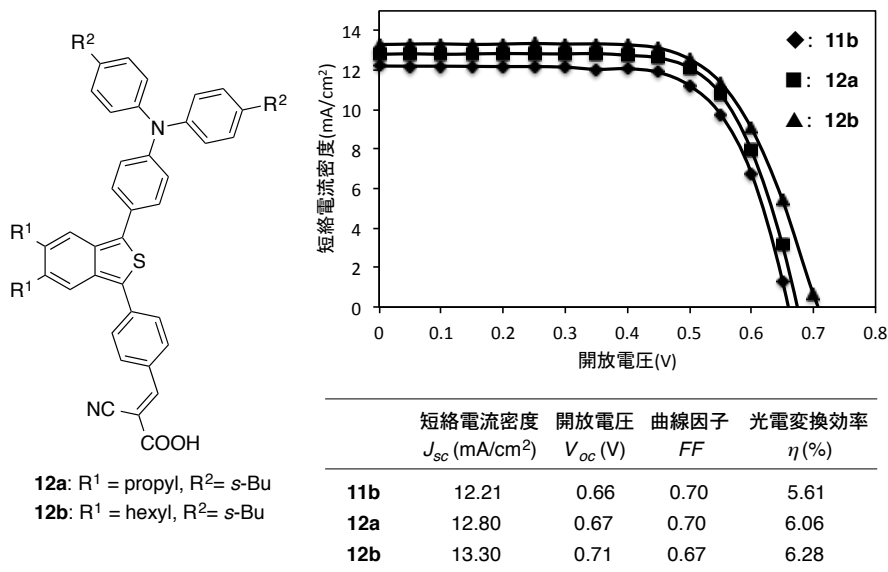 R²
R²
N
R¹
R¹
S
NC
COOH
12a: R¹ = propyl, R²= s-Bu
12b: R¹ = hexyl, R²= s-Bu
短絡電流密度(mA/cm²)
14
12
10
8
6
4
2
0
0 0.1 0.2 0.3 0.4 0.5 0.6 0.7 0.8
開放電圧(V)
: 11b
: 12a
: 12b
短絡電流密度 開放電圧 曲線因子 光電変換効率
Jsc (mA/cm²) Voc (V) FF η (%)
11b 12.21 0.66 0.70 5.61
12a 12.80 0.67 0.70 6.06
12b 13.30 0.71 0.67 6.28